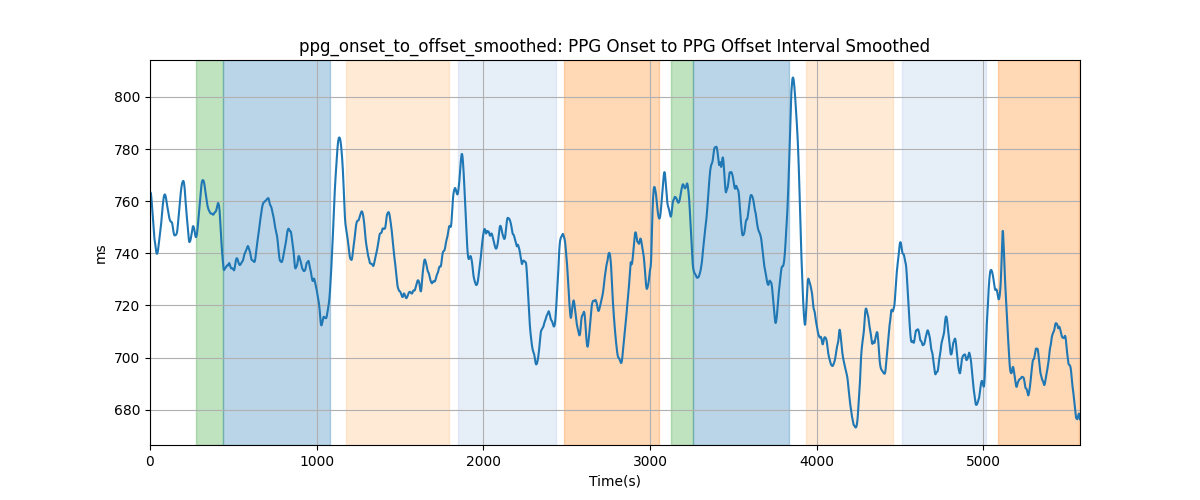 ppg_onset_to_offset_smoothed: PPG Onset to PPG Offset Interval Smoothed
800
780
760
740
720
700
680
ms
0 1000 2000 3000 4000 5000
Time(s)